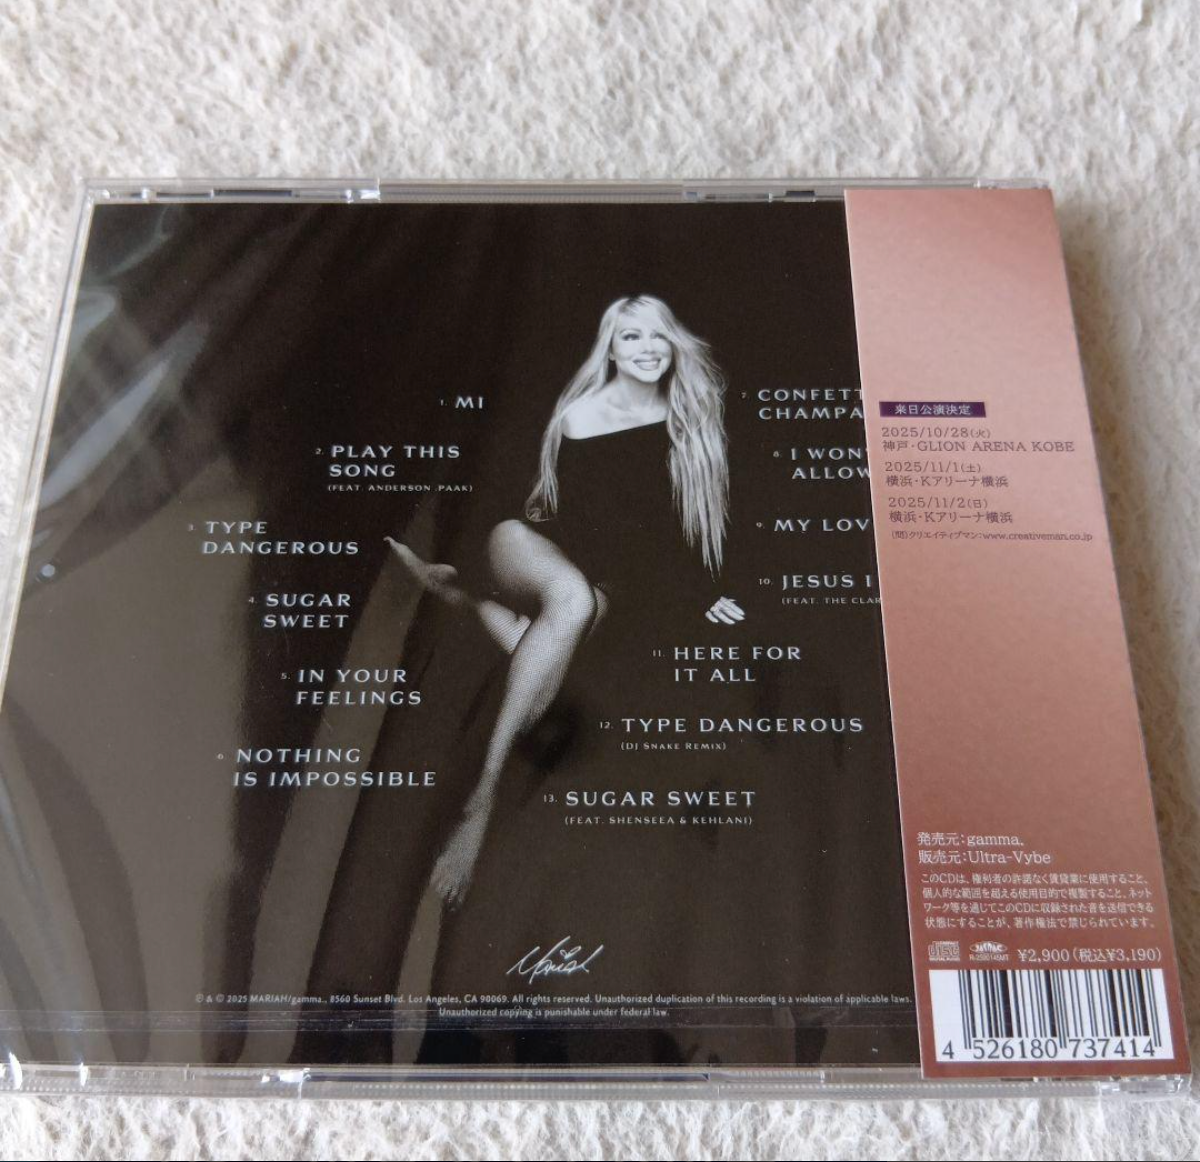 1. MI
2. PLAY THIS
SONG
(FEAT. ANDERSON .PAAK)
3. TYPE
DANGEROUS
4. SUGAR
SWEET
5. IN YOUR
FEELINGS
6. NOTHING
IS IMPOSSIBLE
7. CONFETT
CHAMPA
8. I WON'
ALLOW
9. MY LOV
10. JESUS I
(FEAT. THE CLAR
11. HERE FOR
IT ALL
12. TYPE DANGEROUS
(DJ SNAKE REMIX)
13. SUGAR SWEET
(FEAT. SHENSEEA & KEHLANI)
Mariah
℗ & © 2025 MARIAH/gamma., 8560 Sunset Blvd. Los Angeles, CA 90069. All rights reserved. Unauthorized duplication of this recording is a violation of applicable laws.
Unauthorized copying is punishable under federal law.
来日公演決定
2025/10/28(火)
神戸・GLION ARENA KOBE
2025/11/1(土)
横浜・Kアリーナ横浜
2025/11/2(日)
横浜・Kアリーナ横浜
(問)クリエイティブマン:www.creativeman.co.jp
発売元:gamma.
販売元:Ultra-Vybe
このCDは、権利者の許諾なく賃貸業に使用すること、
個人的な範囲を超える使用目的で複製すること、ネット
ワーク等を通じてこのCDに収録された音を送信できる
状態にすることが、著作権法で禁じられています。
¥2,900(税込¥3,190)
4 526180 737414